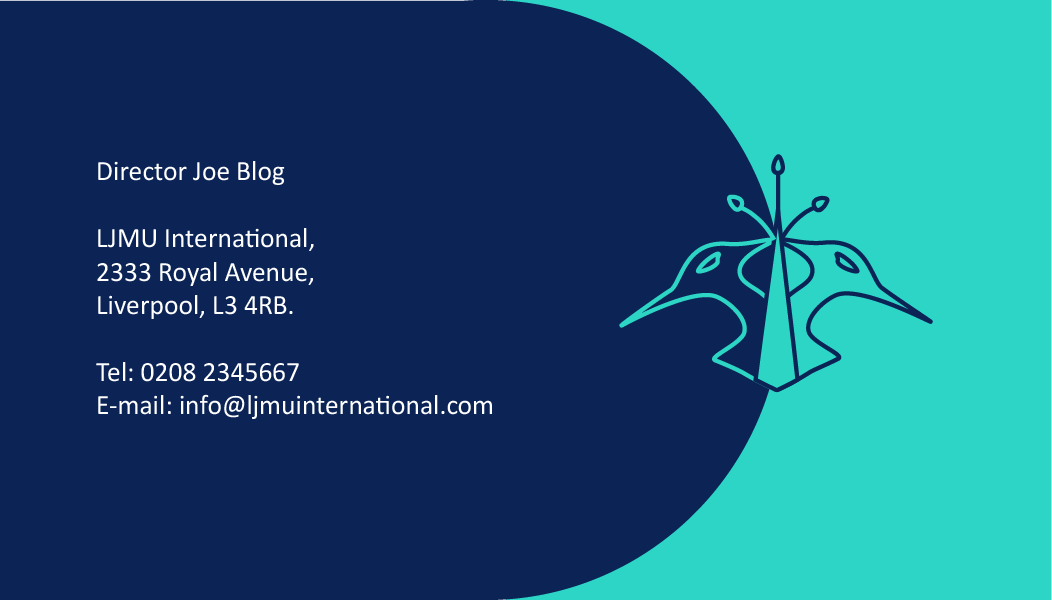 Director Joe Blog
LJMU International,
2333 Royal Avenue,
Liverpool, L3 4RB.
Tel: 0208 2345667
E-mail: info@ljmuinternational.com